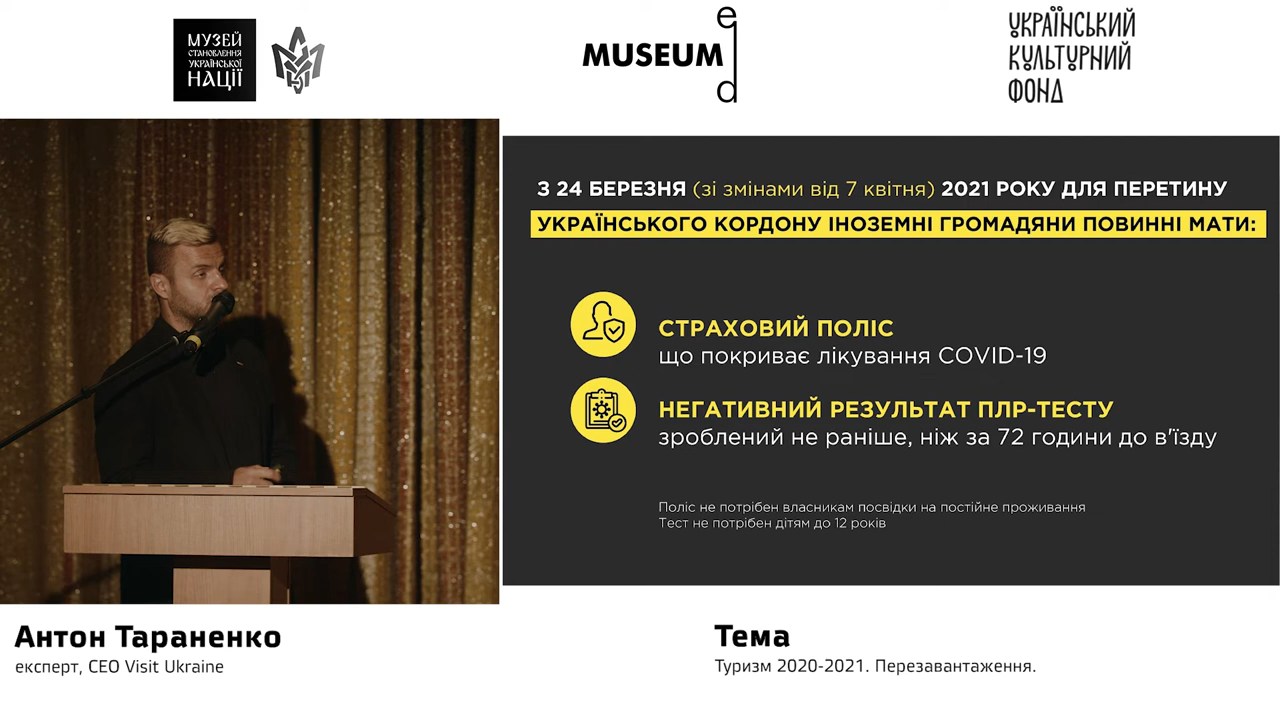 МУЗЕЙ
СТАНОВЛЕННЯ
УКРАЇНСЬКОЇ
НАЦІЇ
MUSEUM
ed
УКРАЇНСЬКИЙ
КУЛЬТУРНИЙ
ФОНД
З 24 БЕРЕЗНЯ (зі змінами від 7 квітня) 2021 РОКУ ДЛЯ ПЕРЕТИНУ
УКРАЇНСЬКОГО КОРДОНУ ІНОЗЕМНІ ГРОМАДЯНИ ПОВИННІ МАТИ:
СТРАХОВИЙ ПОЛІС
що покриває лікування COVID-19
НЕГАТИВНИЙ РЕЗУЛЬТАТ ПЛР-ТЕСТУ
зроблений не раніше, ніж за 72 години до в'їзду
Поліс не потрібен власникам посвідки на постійне проживання
Тест не потрібен дітям до 12 років
Антон Тараненко
експерт, CEO Visit Ukraine
Тема
Туризм 2020-2021. Перезавантаження.